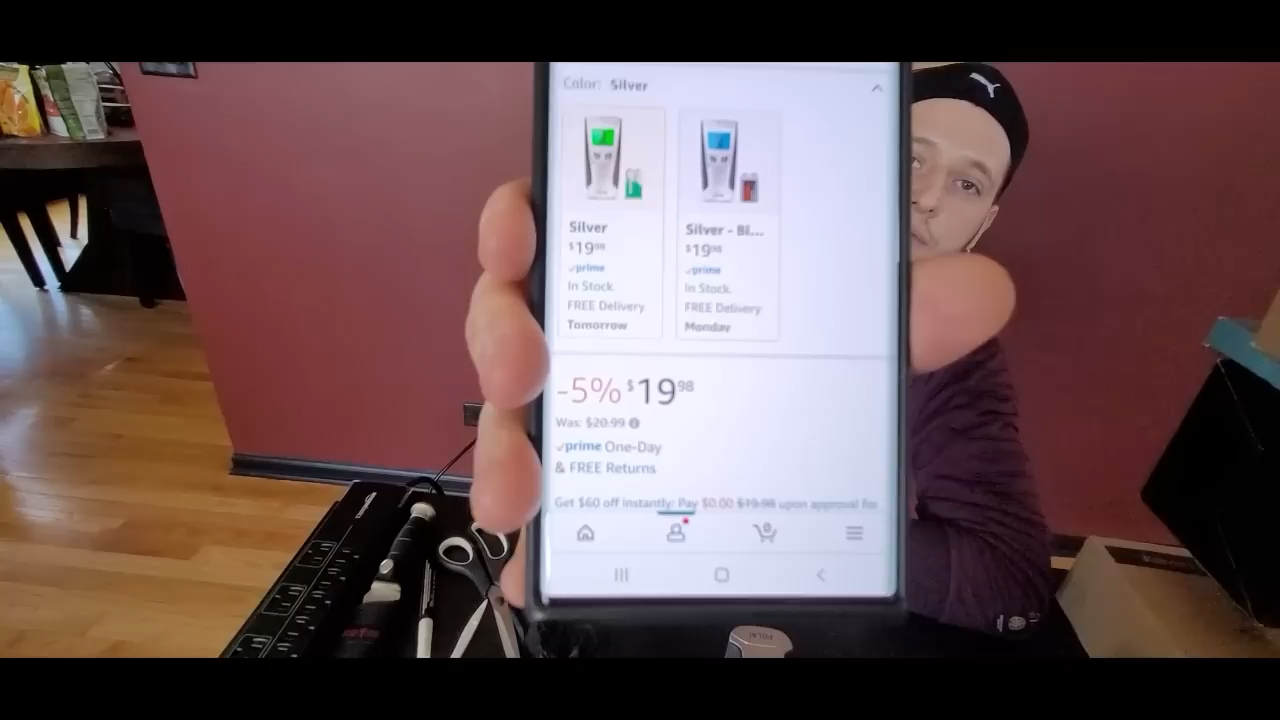 Color: Silver
Silver
$19.98
prime
In Stock.
FREE Delivery
Tomorrow
Silver - Bl...
$19.98
prime
In Stock.
FREE Delivery
Monday
-5% $19.98
Was: $20.99
prime One-Day
& FREE Returns
Get $60 off instantly: Pay $0.00 $19.98 upon approval for
0